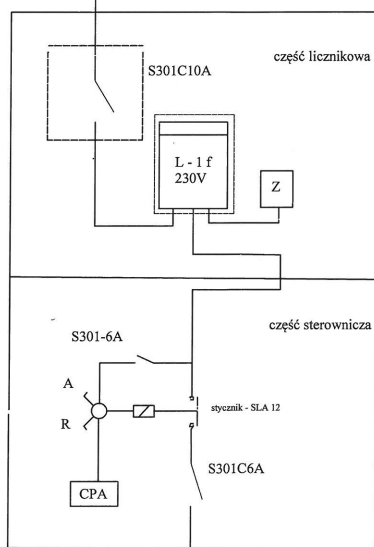 S301C10A
część licznikowa
L - 1 f
230V
Z
część sterownicza
S301-6A
A
R
stycznik - SLA 12
S301C6A
CPA